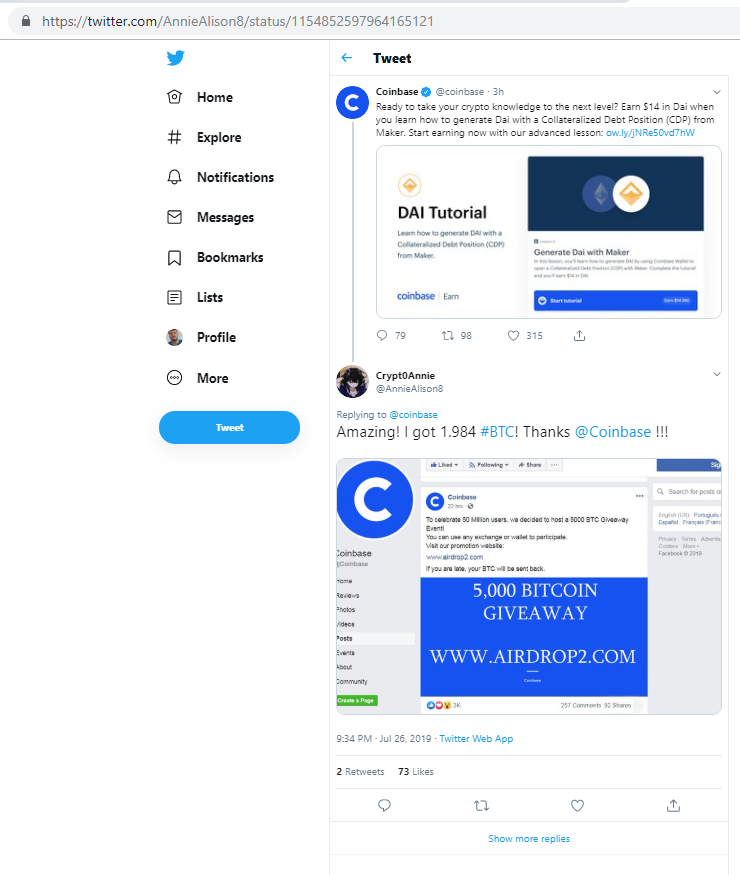 https://twitter.com/AnnieAlison8/status/1154852597964165121
Home
Explore
Notifications
Messages
Bookmarks
Lists
Profile
More
Tweet
Tweet
Coinbase @coinbase · 3h
Ready to take your crypto knowledge to the next level? Earn $14 in Dai when
you learn how to generate Dai with a Collateralized Debt Position (CDP) from
Maker. Start earning now with our advanced lesson: ow.ly/jNRe50vd7hW
DAI Tutorial
Learn how to generate DAI with a
Collateralized Debt Position (CDP)
from Maker.
coinbase | Earn
Generate Dai with Maker
In this lesson, you'll learn how to generate DAI by using Coinbase Wallet to
open a Collateralized Debt Position (CDP) with Maker. Complete the tutorial
and you'll earn $14 in DAI.
Start tutorial
Earn $14 DAI
79
98
315
Crypt0Annie
@AnnieAlison8
Replying to @coinbase
Amazing! I got 1.984 #BTC! Thanks @Coinbase !!!
Liked
Following
Share
Sig
Coinbase
@Coinbase
Home
Reviews
Photos
Videos
Posts
Events
About
Community
Create a Page
Coinbase
22 hrs ·
To celebrate 50 Million users, we decided to host a 5000 BTC Giveaway
Event!
You can use any exchange or wallet to participate.
Visit our promotion website:
www.airdrop2.com
If you are late, your BTC will be sent back.
5,000 BITCOIN
GIVEAWAY
WWW.AIRDROP2.COM
Coinbase
3K
257 Comments 92 Shares
Search for posts o
English (US) · Português
Español · Français (Franc
Privacy · Terms · Advertis
Cookies · More
Facebook © 2019
9:34 PM · Jul 26, 2019 · Twitter Web App
2 Retweets 73 Likes
Show more replies